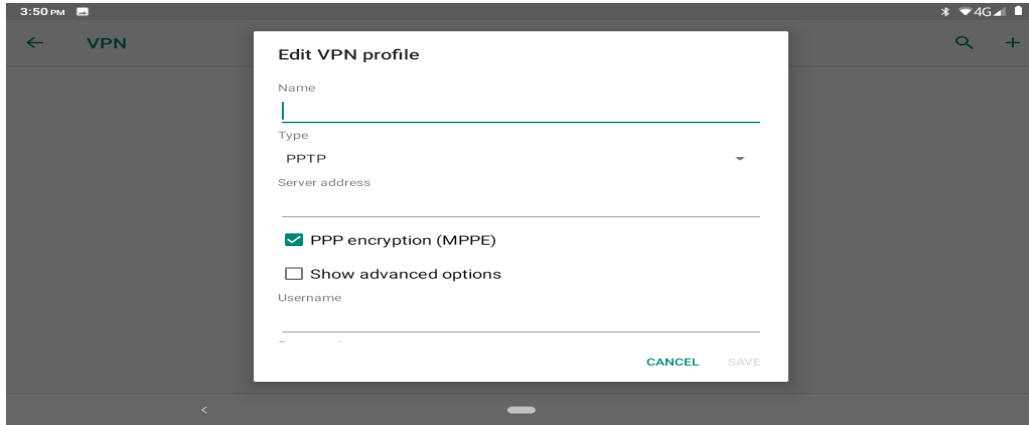 3:50 PM
4G
VPN
Edit VPN profile
Name
Type
PPTP
Server address
PPP encryption (MPPE)
Show advanced options
Username
CANCEL SAVE